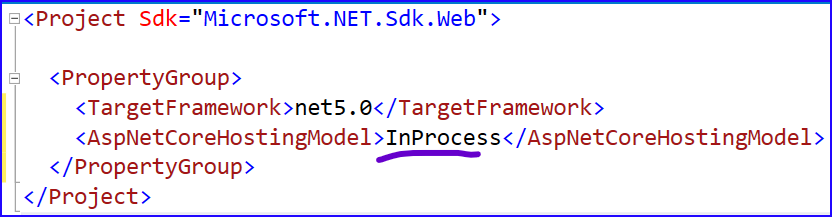 <Project Sdk="Microsoft.NET.Sdk.Web">
<PropertyGroup>
<TargetFramework>net5.0</TargetFramework>
<AspNetCoreHostingModel>InProcess</AspNetCoreHostingModel>
</PropertyGroup>
</Project>